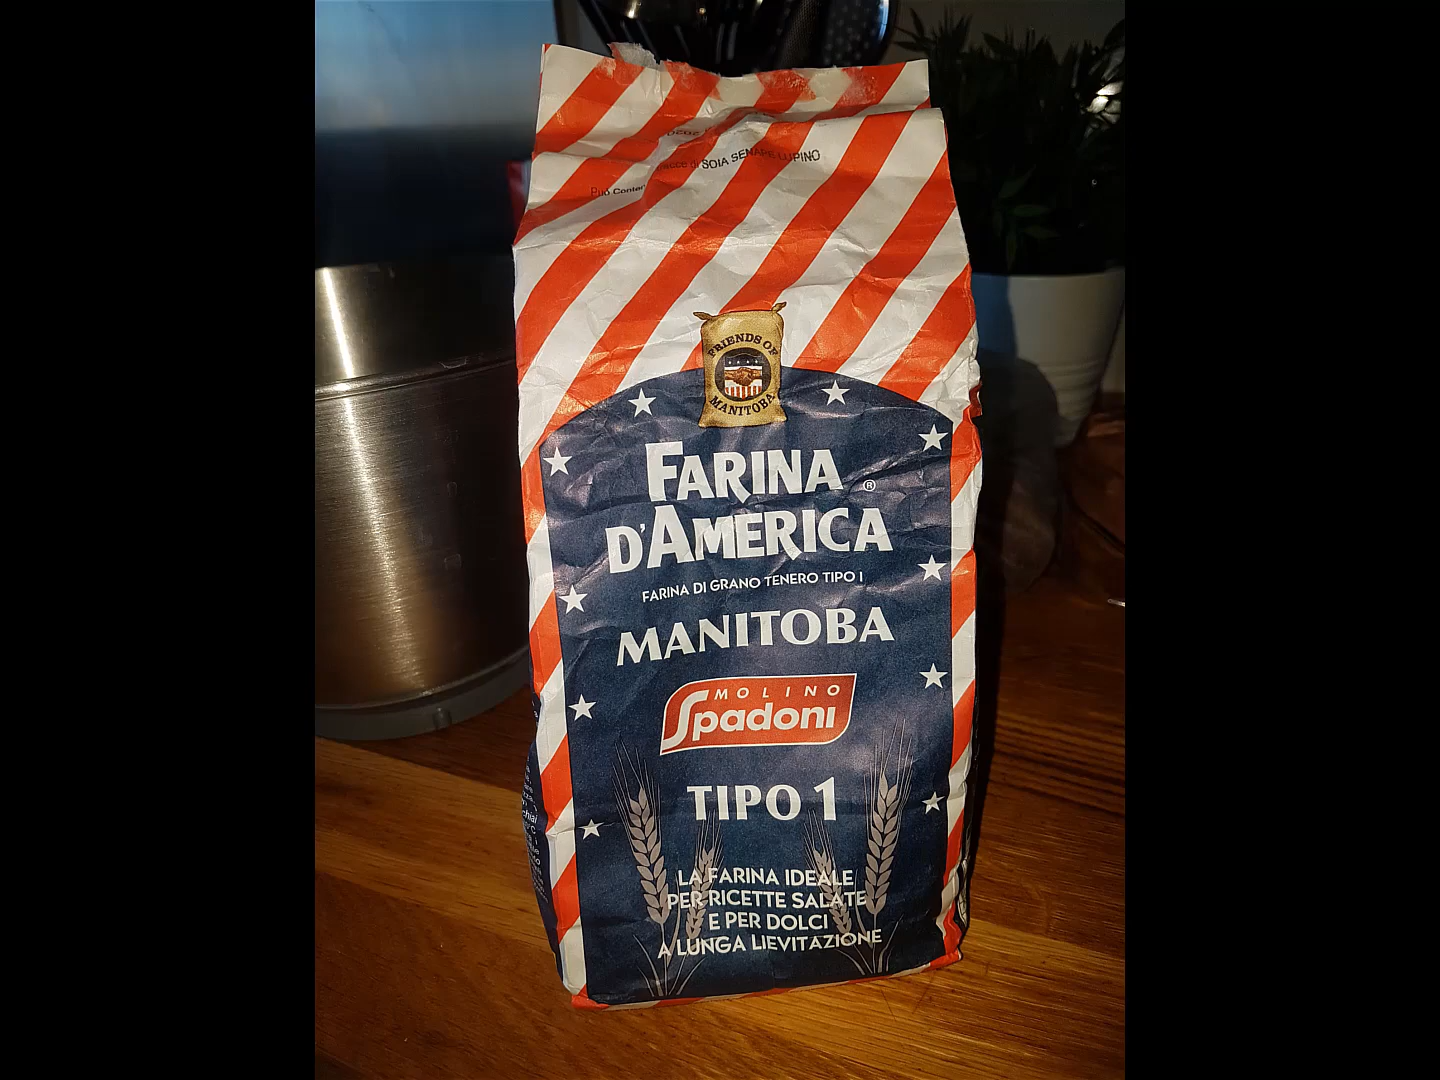 SOIA SENAPE LUPINO
Può
FRIENDS OF
MANITOBA
FARINA
®
D'AMERICA
FARINA DI GRANO TENERO TIPO 1
MANITOBA
MOLINO
Spadoni
TIPO 1
LA FARINA IDEALE
PER RICETTE SALATE
E PER DOLCI
A LUNGA LIEVITAZIONE